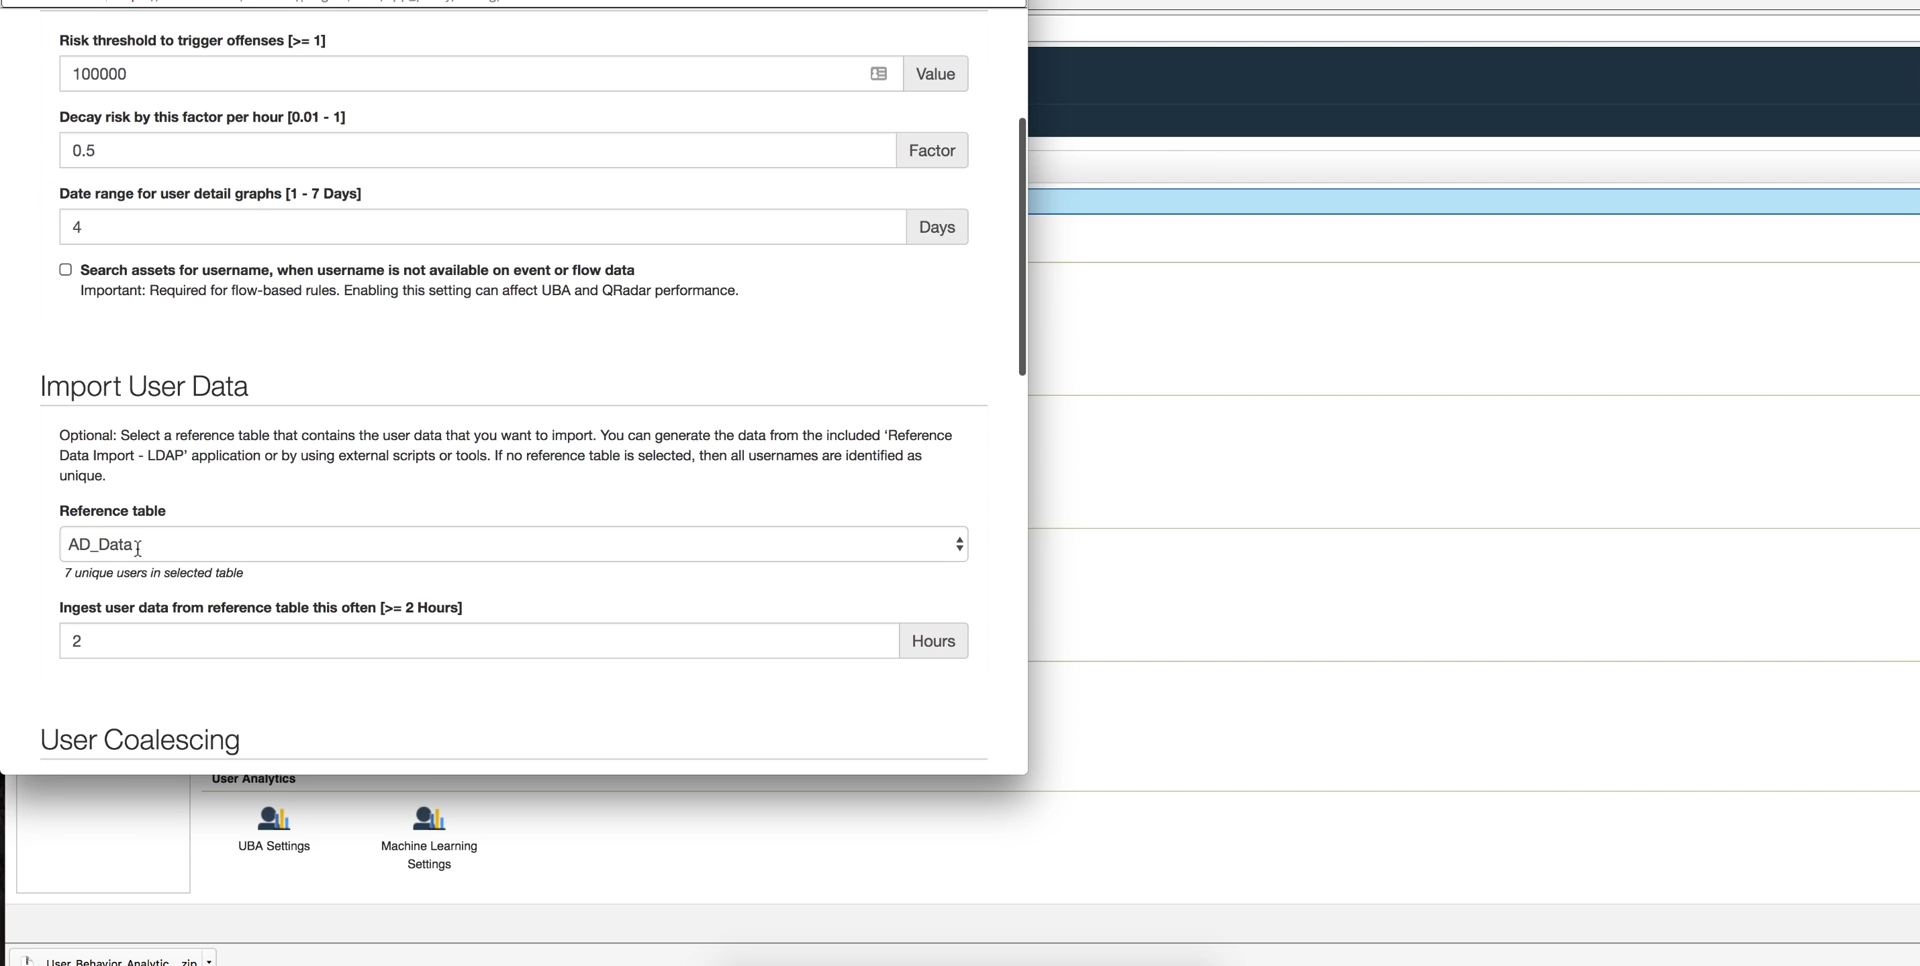 Risk threshold to trigger offenses [>= 1]
100000
Value
Decay risk by this factor per hour [0.01 - 1]
0.5
Factor
Date range for user detail graphs [1 - 7 Days]
4
Days
Search assets for username, when username is not available on event or flow data
Important: Required for flow-based rules. Enabling this setting can affect UBA and QRadar performance.
Import User Data
Optional: Select a reference table that contains the user data that you want to import. You can generate the data from the included ‘Reference
Data Import - LDAP’ application or by using external scripts or tools. If no reference table is selected, then all usernames are identified as
unique.
Reference table
AD_Data
7 unique users in selected table
Ingest user data from reference table this often [>= 2 Hours]
2
Hours
User Coalescing
User Analytics
UBA Settings
Machine Learning
Settings
User Behavior Analytic....zip